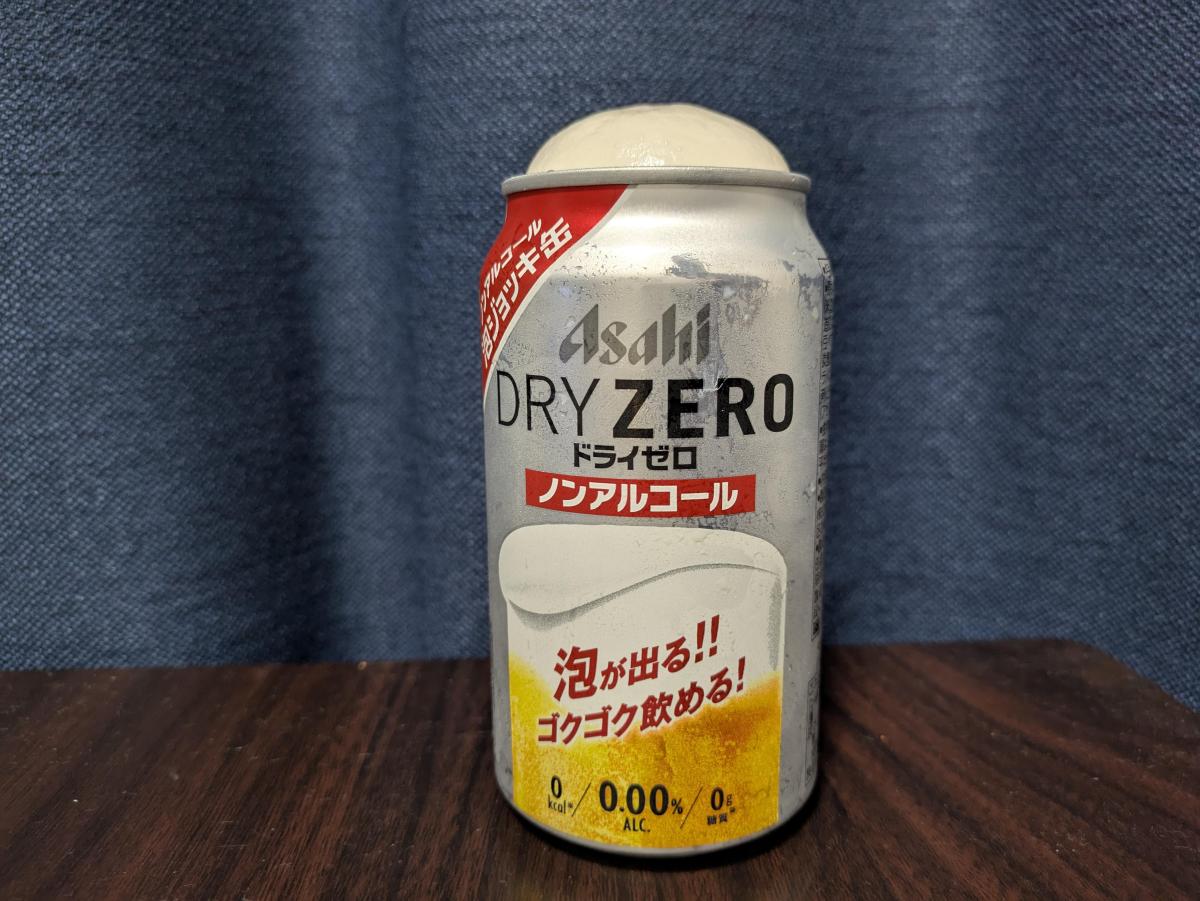 ノンアルコール
泡ジョッキ缶
Asahi
DRY ZERO
ドライゼロ
ノンアルコール
泡が出る!!
ゴクゴク飲める!
0 kcal* / 0.00% / 0g
ALC.
糖質*